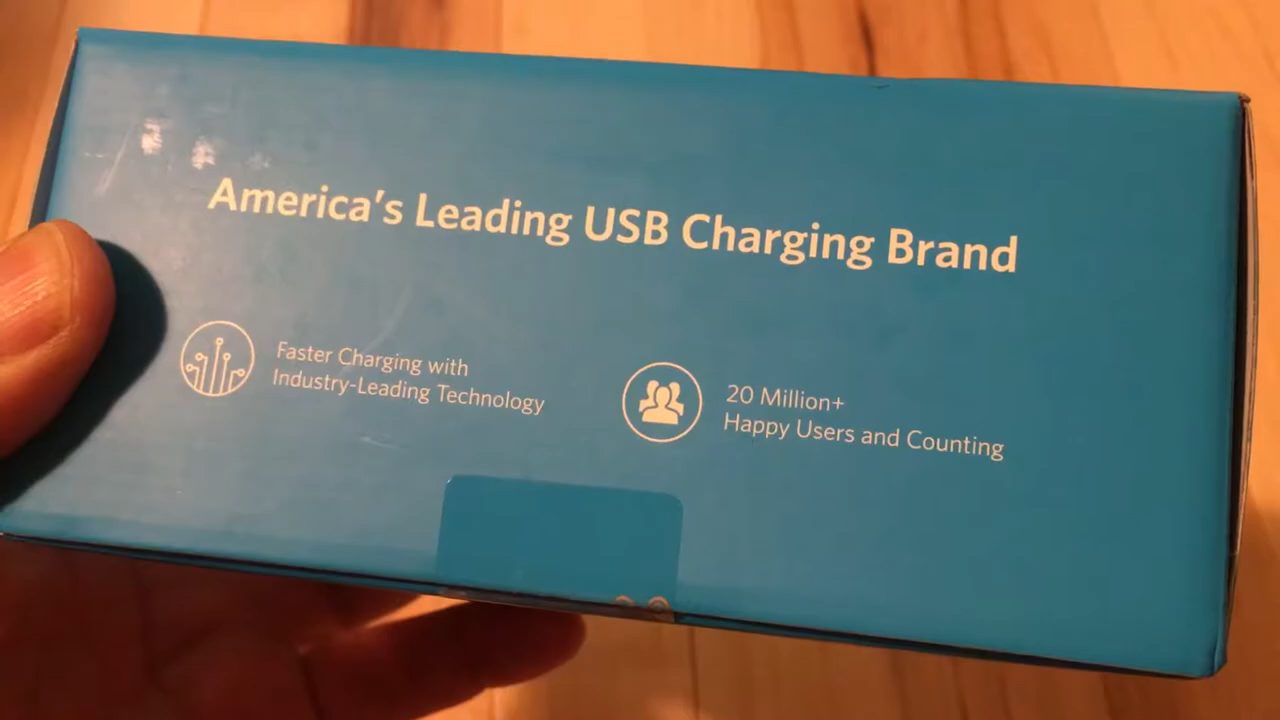 America's Leading USB Charging Brand
Faster Charging with
Industry-Leading Technology
20 Million+
Happy Users and Counting